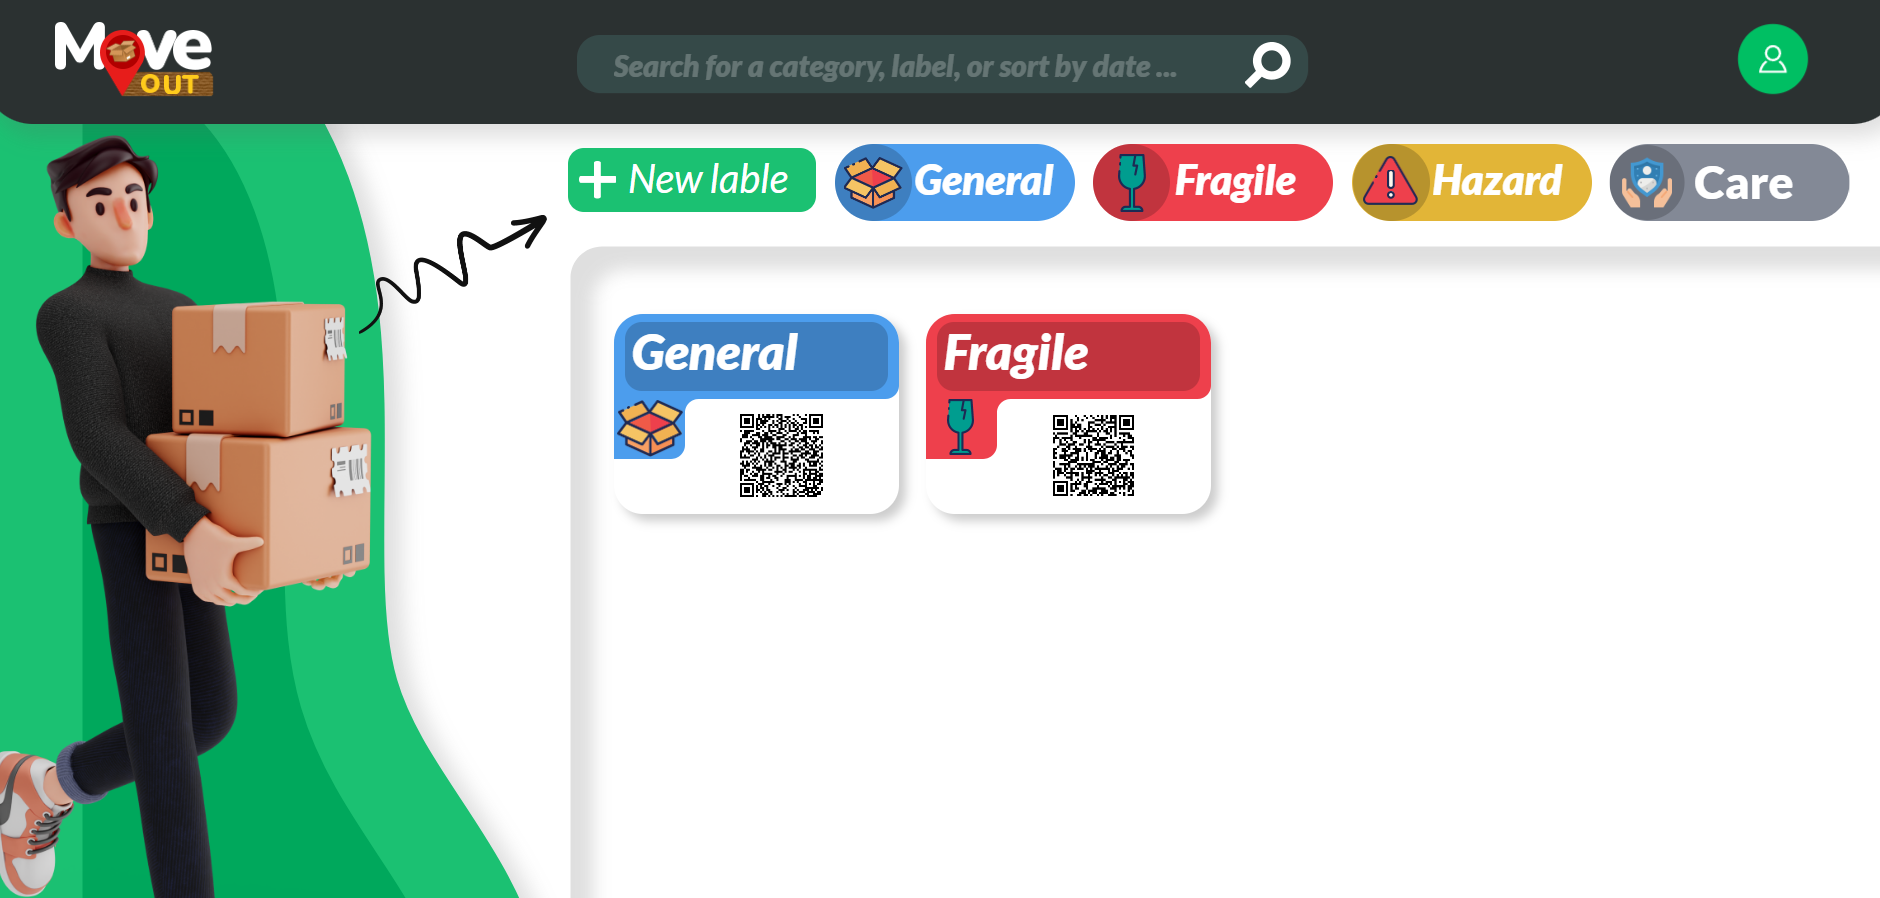 Move
OUT
Search for a category, label, or sort by date ...
New lable
General
Fragile
Hazard
Care
General
Fragile